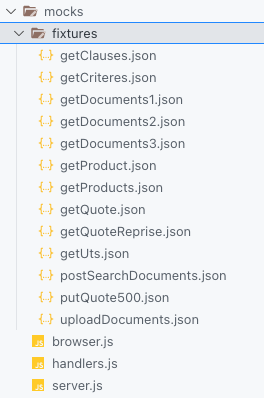 mocks
fixtures
{..} getClauses.json
{..} getCriteres.json
{..} getDocuments1.json
{..} getDocuments2.json
{..} getDocuments3.json
{..} getProduct.json
{..} getProducts.json
{..} getQuote.json
{..} getQuoteReprise.json
{..} getUts.json
{..} postSearchDocuments.json
{..} putQuote500.json
{..} uploadDocuments.json
JS browser.js
JS handlers.js
JS server.js